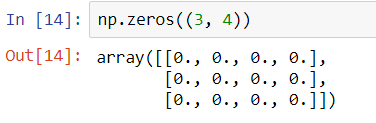 In [14]: np.zeros((3, 4))
Out[14]: array([[0., 0., 0., 0.],
[0., 0., 0., 0.],
[0., 0., 0., 0.]])